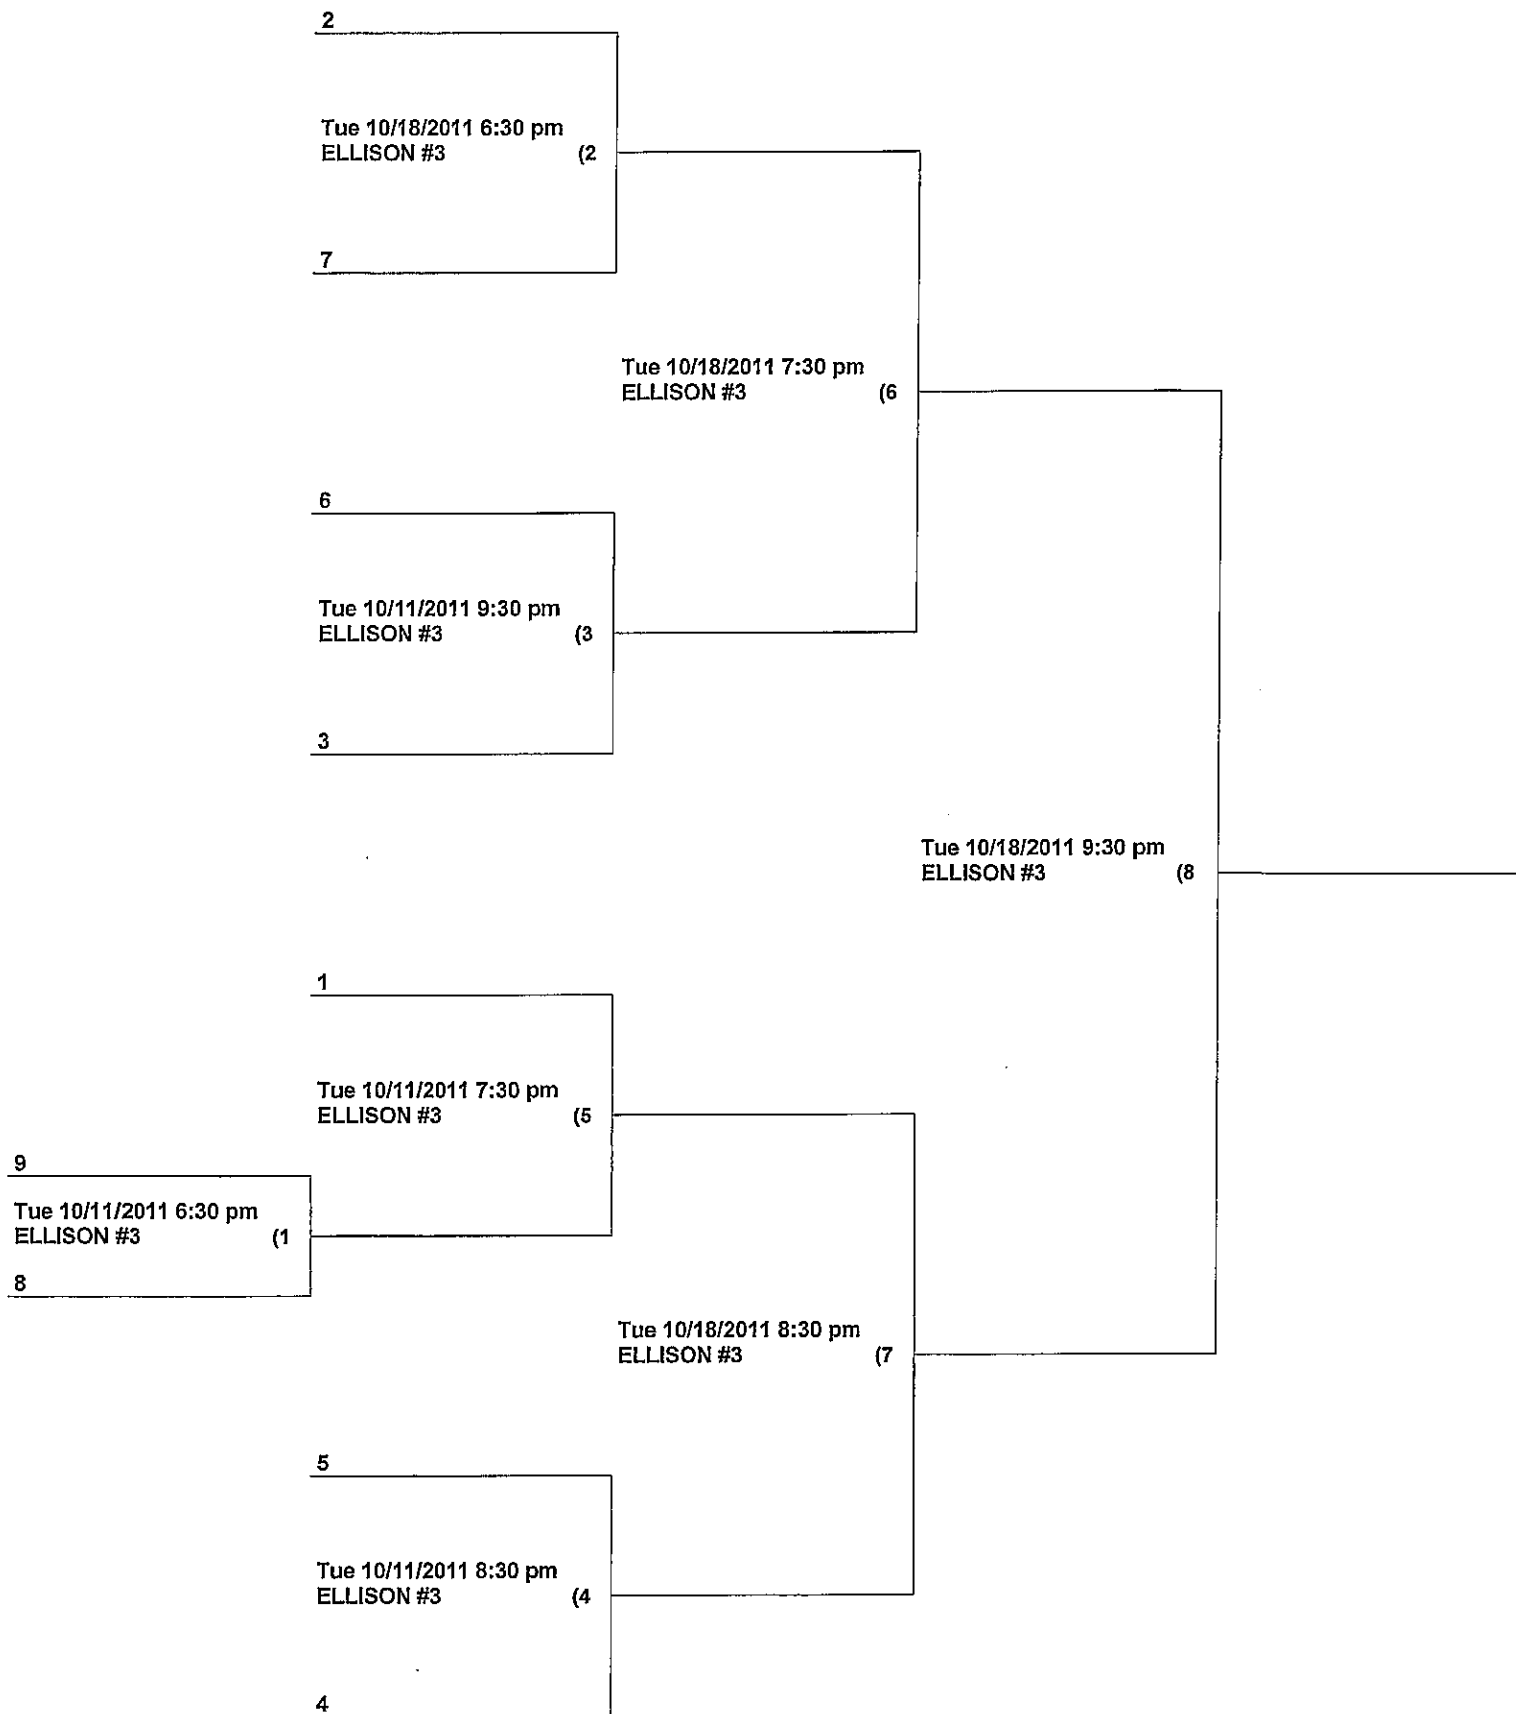 2
Tue 10/18/2011 6:30 pm
ELLISON #3 (2
7
Tue 10/18/2011 7:30 pm
ELLISON #3 (6
6
Tue 10/11/2011 9:30 pm
ELLISON #3 (3
3
Tue 10/18/2011 9:30 pm
ELLISON #3 (8
1
Tue 10/11/2011 7:30 pm
ELLISON #3 (5
9
Tue 10/11/2011 6:30 pm
ELLISON #3 (1
8
Tue 10/18/2011 8:30 pm
ELLISON #3 (7
5
Tue 10/11/2011 8:30 pm
ELLISON #3 (4
4